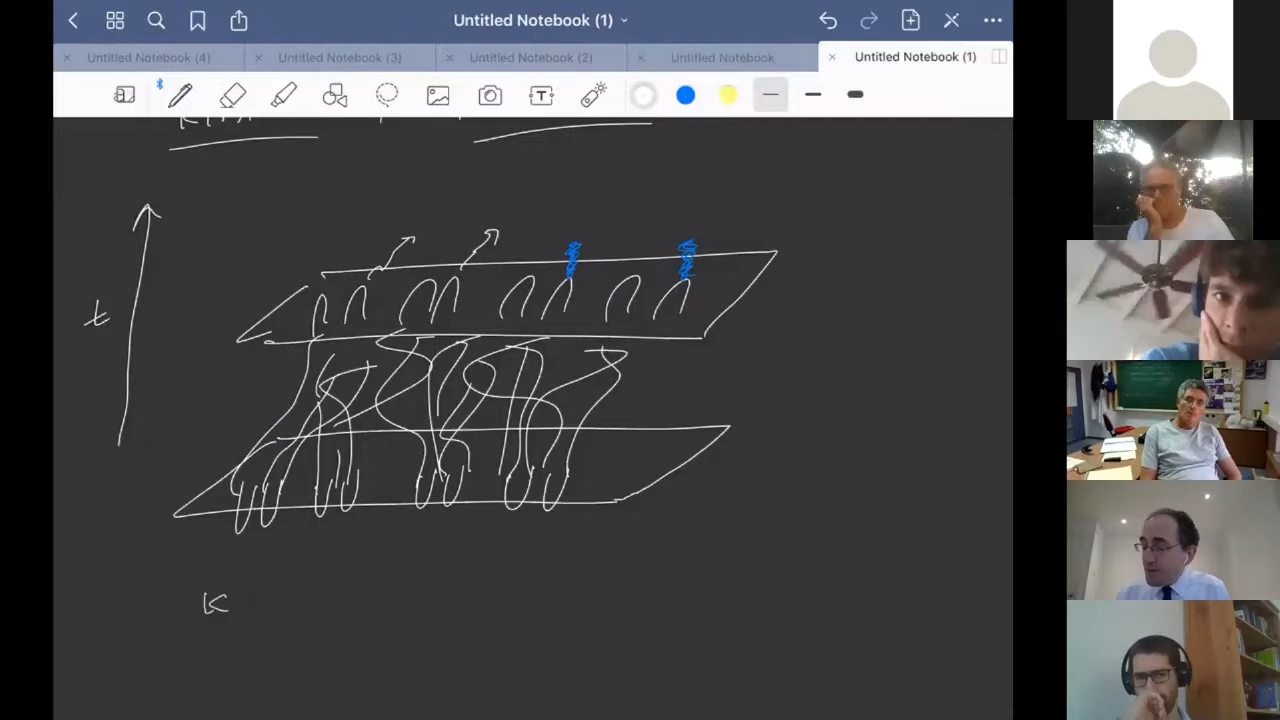 Untitled Notebook (1)
Untitled Notebook (4)
Untitled Notebook (3)
Untitled Notebook (2)
Untitled Notebook
Untitled Notebook (1)
T
t
K